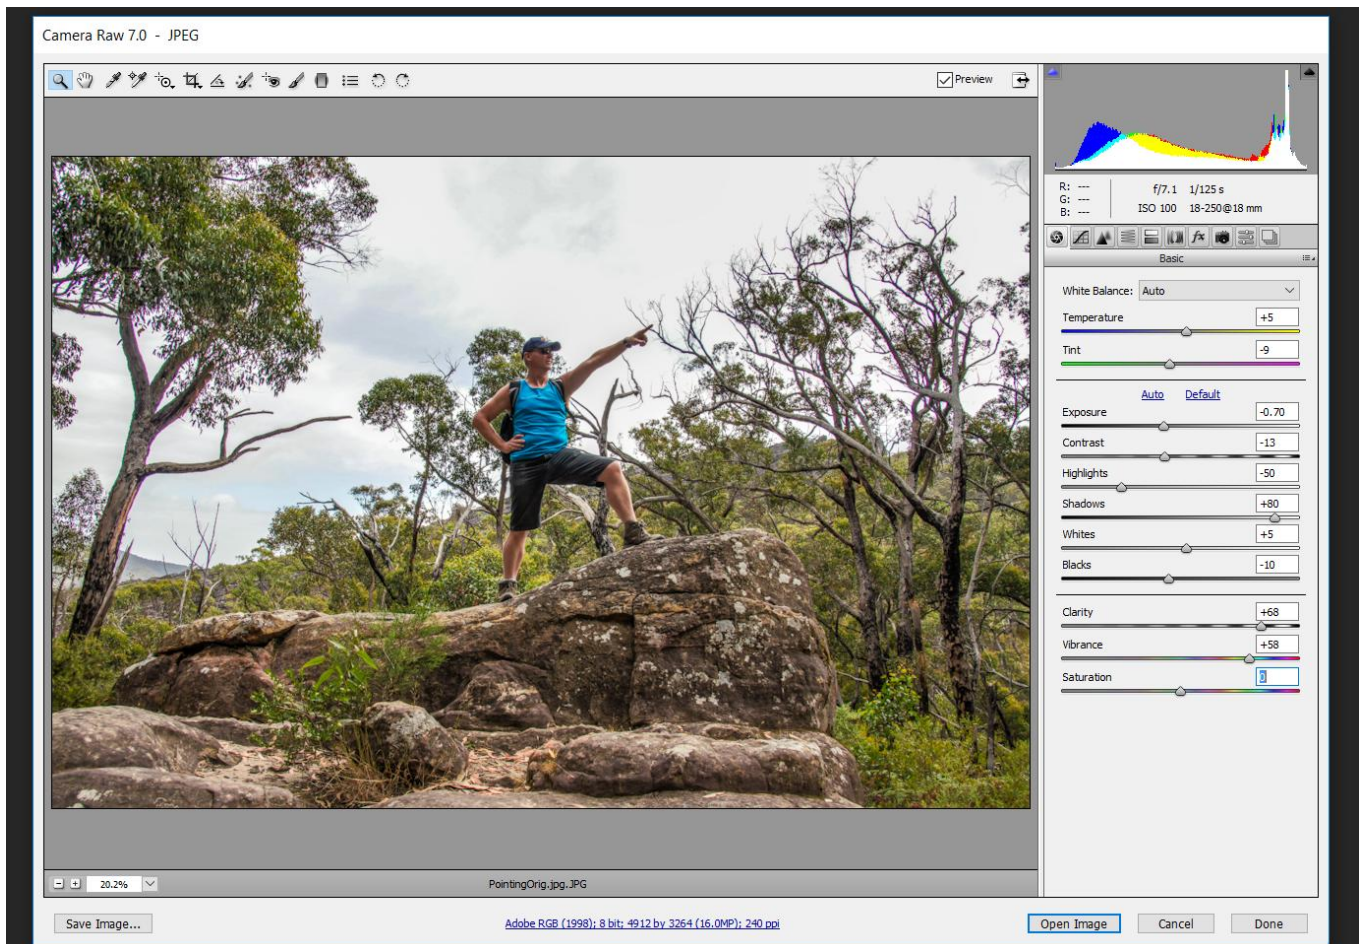 Camera Raw 7.0 - JPEG
Preview
R: ---
G: ---
B: ---
f/7.1 1/125 s
ISO 100 18-250@18 mm
fx
Basic
White Balance: Auto
Temperature +5
Tint -9
Auto Default
Exposure -0.70
Contrast -13
Highlights -50
Shadows +80
Whites +5
Blacks -10
Clarity +68
Vibrance +58
Saturation 0
20.2%
PointingOrig.jpg.JPG
Save Image...
Adobe RGB (1998); 8 bit; 4912 by 3264 (16.0MP); 240 ppi
Open Image
Cancel
Done